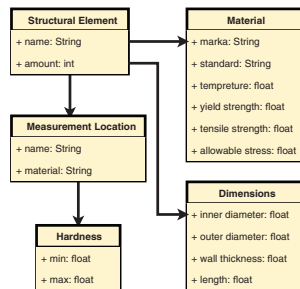 Structural Element
+ name: String
+ amount: int
Material
+ marka: String
+ standard: String
+ tempreture: float
+ yield strength: float
+ tensile strength: float
+ allowable stress: float
Measurement Location
+ name: String
+ material: String
Dimensions
+ inner diameter: float
+ outer diameter: float
+ wall thickness: float
+ length: float
Hardness
+ min: float
+ max: float